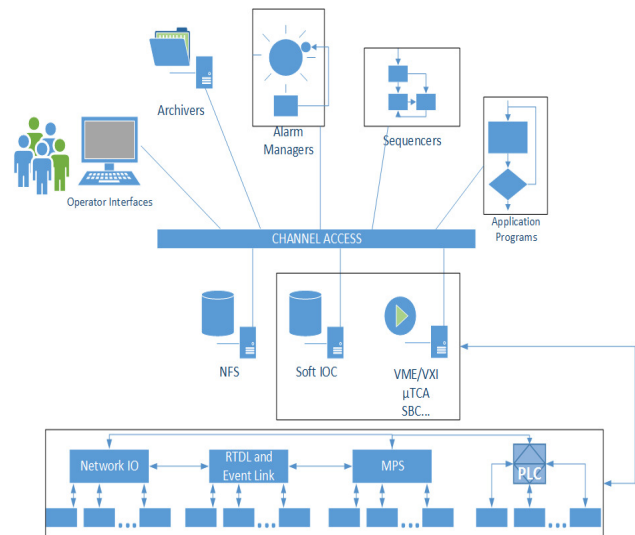 Archivers
Alarm
Managers
Sequencers
Operator Interfaces
Application
Programs
CHANNEL ACCESS
NFS
Soft IOC
VME/VXI
µTCA
SBC...
Network IO
RTDL and
Event Link
MPS
PLC
...
...
...
...